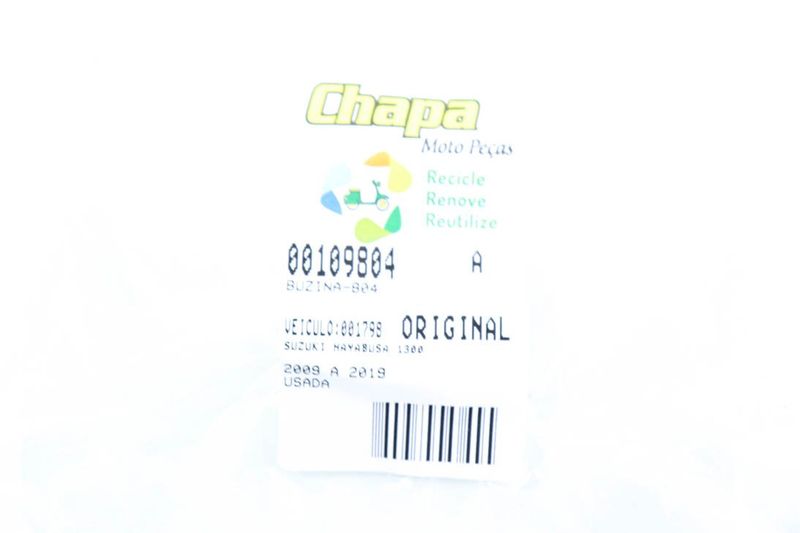 Chapa
Moto Peças
Recicle
Renove
Reutilize
00109804 A
BUZINA-804
VEICULO:001798 ORIGINAL
SUZUKI HAYABUSA 1300
2009 A 2019
USADA